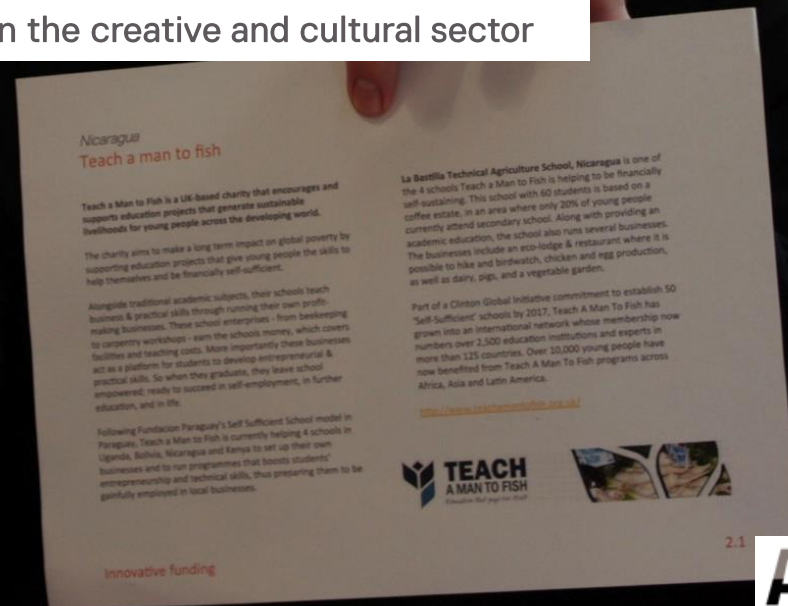 n the creative and cultural sector
Nicaragua
Teach a man to fish
Teach a Man to Fish is a UK-based charity that encourages and
supports education projects that generate sustainable
livelihoods for young people across the developing world.
The charity aims to make a long term impact on global poverty by
supporting education projects that give young people the skills to
help themselves and be financially self-sufficient.
Alongside traditional academic subjects, their schools teach
business & practical skills through running their own profit-
making businesses. These school enterprises - from beekeeping
to carpentry workshops - earn the schools money, which covers
facilities and teaching costs. More importantly these businesses
act as a platform for students to develop entrepreneurial &
practical skills. So when they graduate, they leave school
empowered; ready to succeed in self-employment, in further
education, and in life.
Following Fundacion Paraguay's Self Sufficient School model in
Paraguay, Teach a Man to Fish is currently helping 4 schools in
Uganda, Bolivia, Nicaragua and Kenya to set up their own
businesses and to run programmes that boosts students'
entrepreneurship and technical skills, thus preparing them to be
gainfully employed in local businesses.
La Bastilla Technical Agriculture School, Nicaragua is one of
the 4 schools Teach a Man to Fish is helping to be financially
self-sustaining. This school with 60 students is based on a
coffee estate, in an area where only 20% of young people
currently attend secondary school. Along with providing an
academic education, the school also runs several businesses.
The businesses include an eco-lodge & restaurant where it is
possible to hike and birdwatch, chicken and egg production,
as well as dairy, pigs, and a vegetable garden.
Part of a Clinton Global Initiative commitment to establish 50
'Self-Sufficient' schools by 2017, Teach A Man To Fish has
grown into an international network whose membership now
numbers over 2,500 education institutions and experts in
more than 125 countries. Over 10,000 young people have
now benefited from Teach A Man To Fish programs across
Africa, Asia and Latin America.
http://www.teachamantofish.org.uk/
TEACH
A MAN TO FISH
Education that pays for itself
2.1
Innovative funding